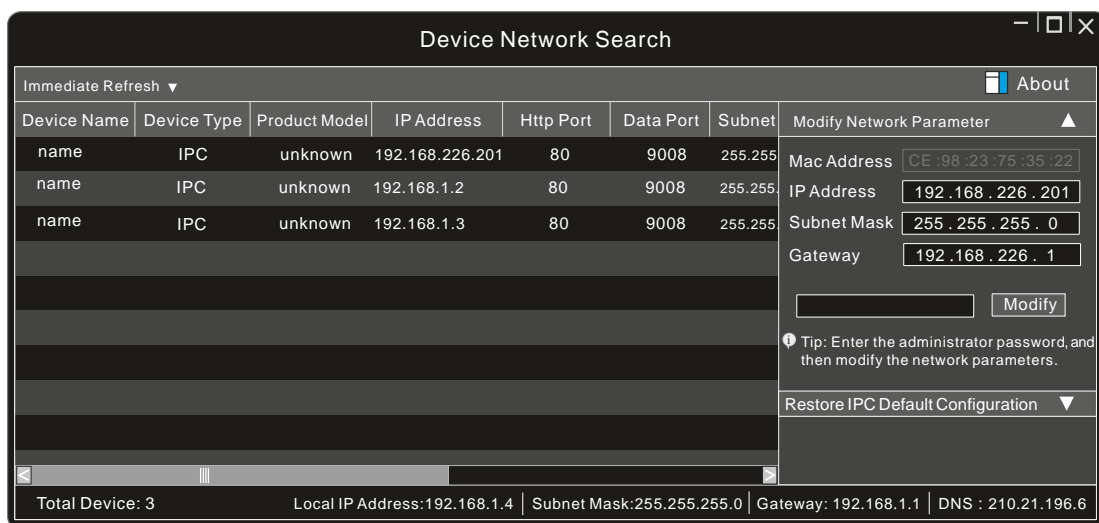 Device Network Search
Immediate Refresh ▼ About
Device Name Device Type Product Model IP Address Http Port Data Port Subnet
name IPC unknown 192.168.226.201 80 9008 255.255
name IPC unknown 192.168.1.2 80 9008 255.255.
name IPC unknown 192.168.1.3 80 9008 255.255.
Modify Network Parameter ▲
Mac Address CE :98 :23 :75 :35 :22
IP Address 192 .168 . 226 . 201
Subnet Mask 255 . 255 . 255 . 0
Gateway 192 .168 . 226 . 1
Modify
Tip: Enter the administrator password, and
then modify the network parameters.
Restore IPC Default Configuration ▼
Total Device: 3 Local IP Address:192.168.1.4 Subnet Mask:255.255.255.0 Gateway: 192.168.1.1 DNS : 210.21.196.6